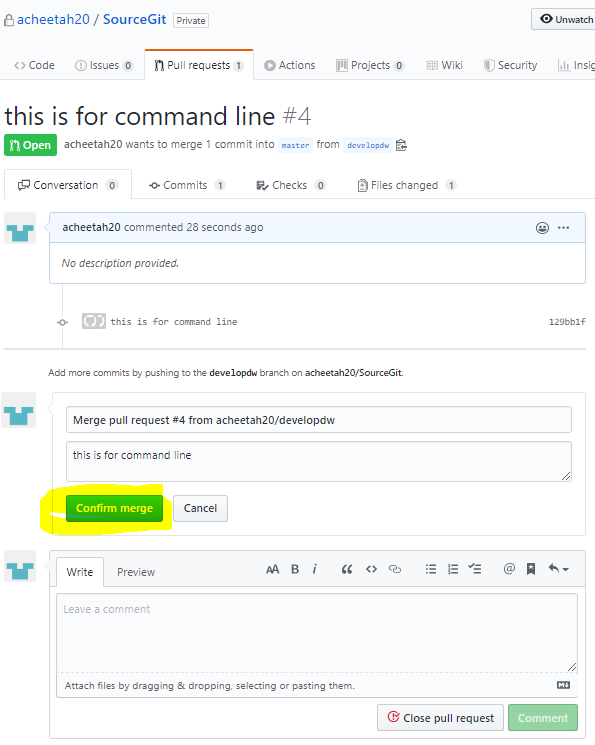 acheetah20 / SourceGit Private
Unwatch
Code Issues 0 Pull requests 1 Actions Projects 0 Wiki Security Insig
this is for command line #4
Open acheetah20 wants to merge 1 commit into master from developdw
Conversation 0 Commits 1 Checks 0 Files changed 1
acheetah20 commented 28 seconds ago
No description provided.
this is for command line 129bb1f
Add more commits by pushing to the developdw branch on acheetah20/SourceGit.
Merge pull request #4 from acheetah20/developdw
this is for command line
Confirm merge Cancel
Write Preview
AA B i
Leave a comment
Attach files by dragging & dropping, selecting or pasting them.
Close pull request Comment